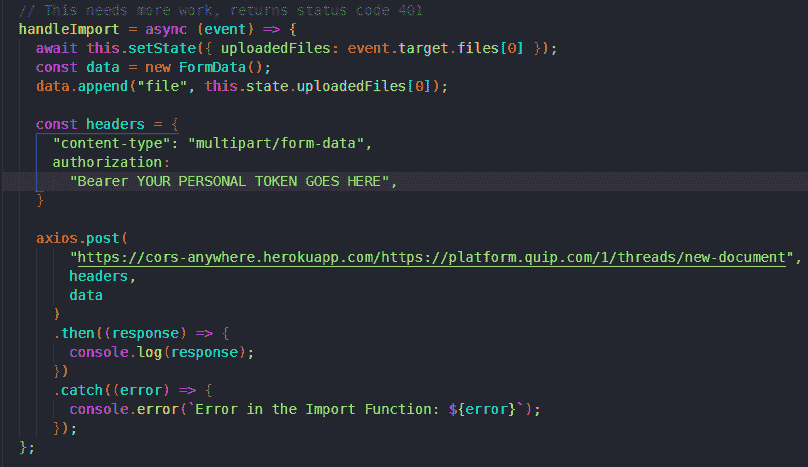 // This needs more work, returns status code 401
handleImport = async (event) => {
await this.setState({ uploadedFiles: event.target.files[0] });
const data = new FormData();
data.append("file", this.state.uploadedFiles[0]);
const headers = {
"content-type": "multipart/form-data",
authorization:
"Bearer YOUR PERSONAL TOKEN GOES HERE",
}
axios.post(
"https://cors-anywhere.herokuapp.com/https://platform.quip.com/1/threads/new-document",
headers,
data
)
.then((response) => {
console.log(response);
})
.catch((error) => {
console.error(`Error in the Import Function: ${error}`);
});
};